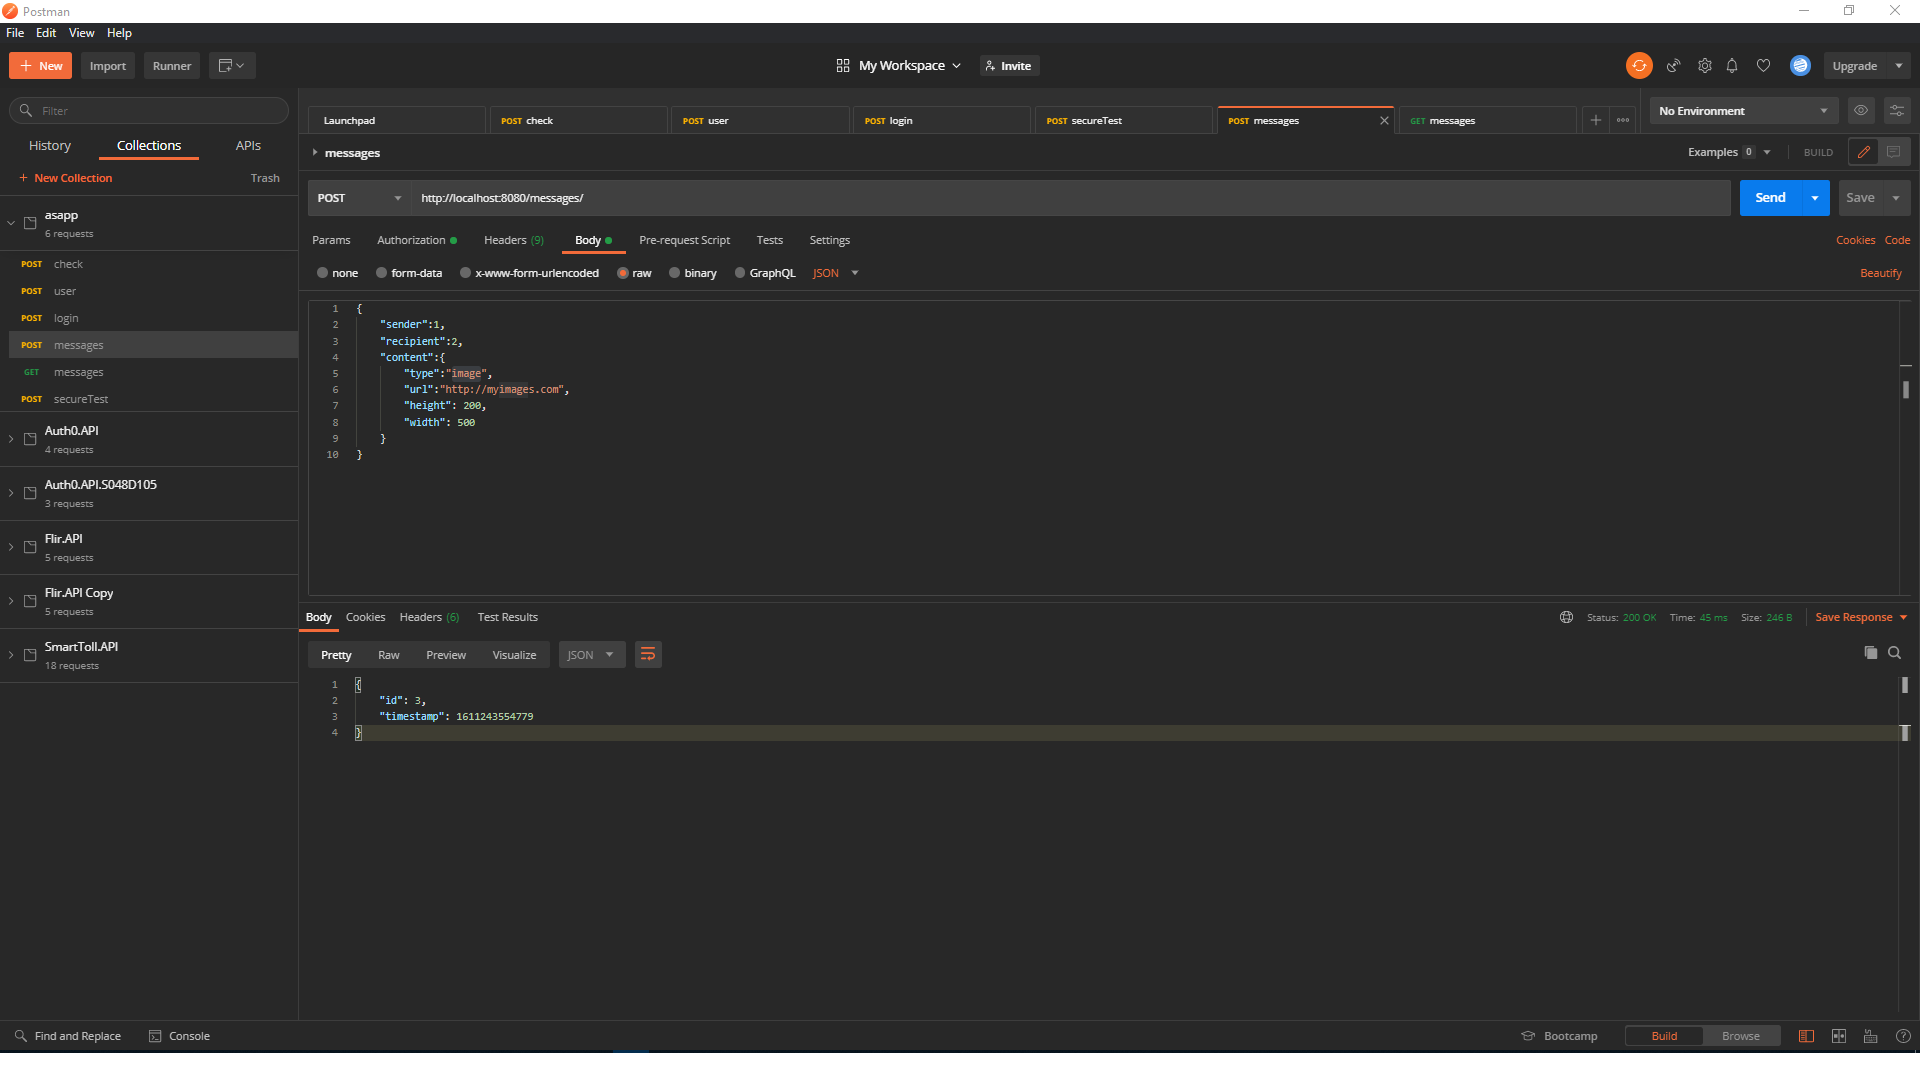 Postman
File Edit View Help
+ New Import Runner My Workspace Invite Upgrade
Filter
History Collections APIs
+ New Collection Trash
asapp
6 requests
POST check
POST user
POST login
POST messages
GET messages
POST secureTest
Auth0.API
4 requests
Auth0.API.S048D105
3 requests
Flir.API
5 requests
Flir.API Copy
5 requests
SmartToll.API
18 requests
Launchpad POST check POST user POST login POST secureTest POST messages GET messages No Environment
messages Examples 0 BUILD
POST http://localhost:8080/messages/ Send Save
Params Authorization Headers (9) Body Pre-request Script Tests Settings Cookies Code
none form-data x-www-form-urlencoded raw binary GraphQL JSON Beautify
1 {
2 "sender":1,
3 "recipient":2,
4 "content":{
5 "type":"image",
6 "url":"http://myimages.com",
7 "height": 200,
8 "width": 500
9 }
10 }
Body Cookies Headers (6) Test Results Status: 200 OK Time: 45 ms Size: 246 B Save Response
Pretty Raw Preview Visualize JSON
1 {
2 "id": 3,
3 "timestamp": 1611243554779
4 }
Find and Replace Console Bootcamp Build Browse